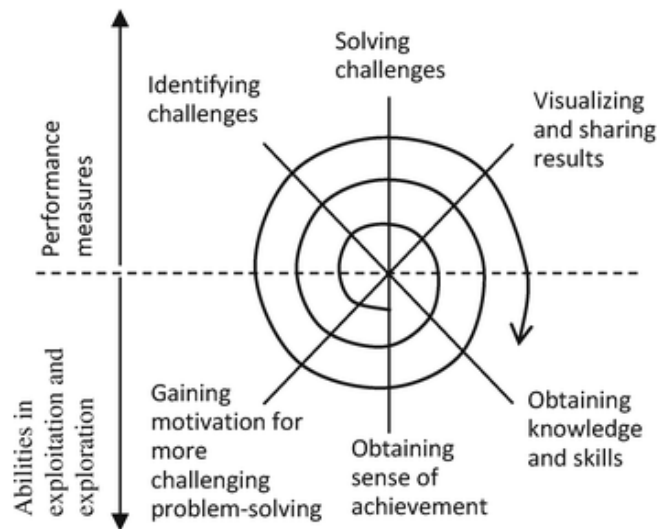 Solving
challenges
Identifying
challenges
Visualizing
and sharing
results
Performance
measures
Abilities in
exploitation and
exploration
Gaining
motivation for
more
challenging
problem-solving
Obtaining
sense of
achievement
Obtaining
knowledge
and skills